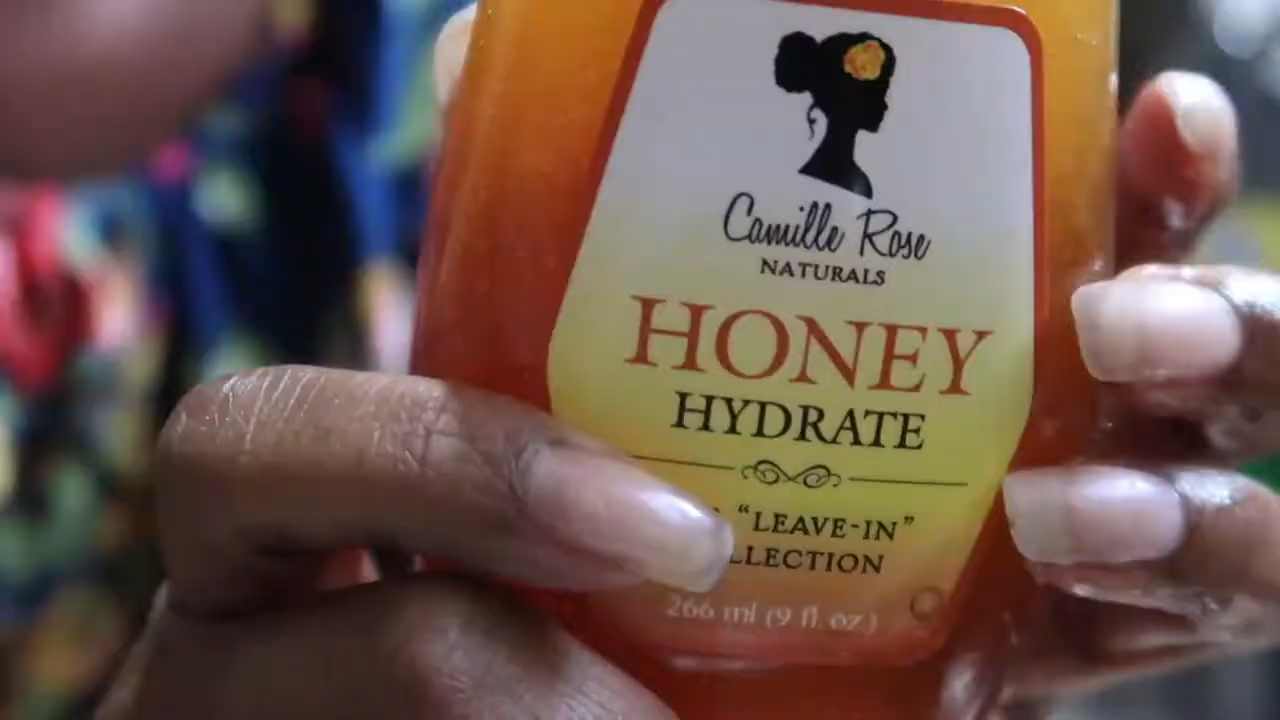 Camille Rose
NATURALS
HONEY
HYDRATE
"LEAVE-IN"
LLECTION
266 ml (9 fl. oz.)